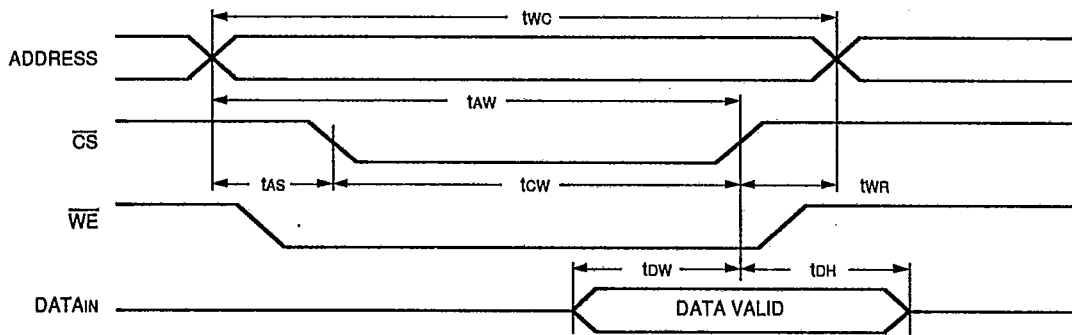 tWC
ADDRESS
tAW
CS
tAS
tCW
tWR
WE
tDW
tDH
DATAIN
DATA VALID